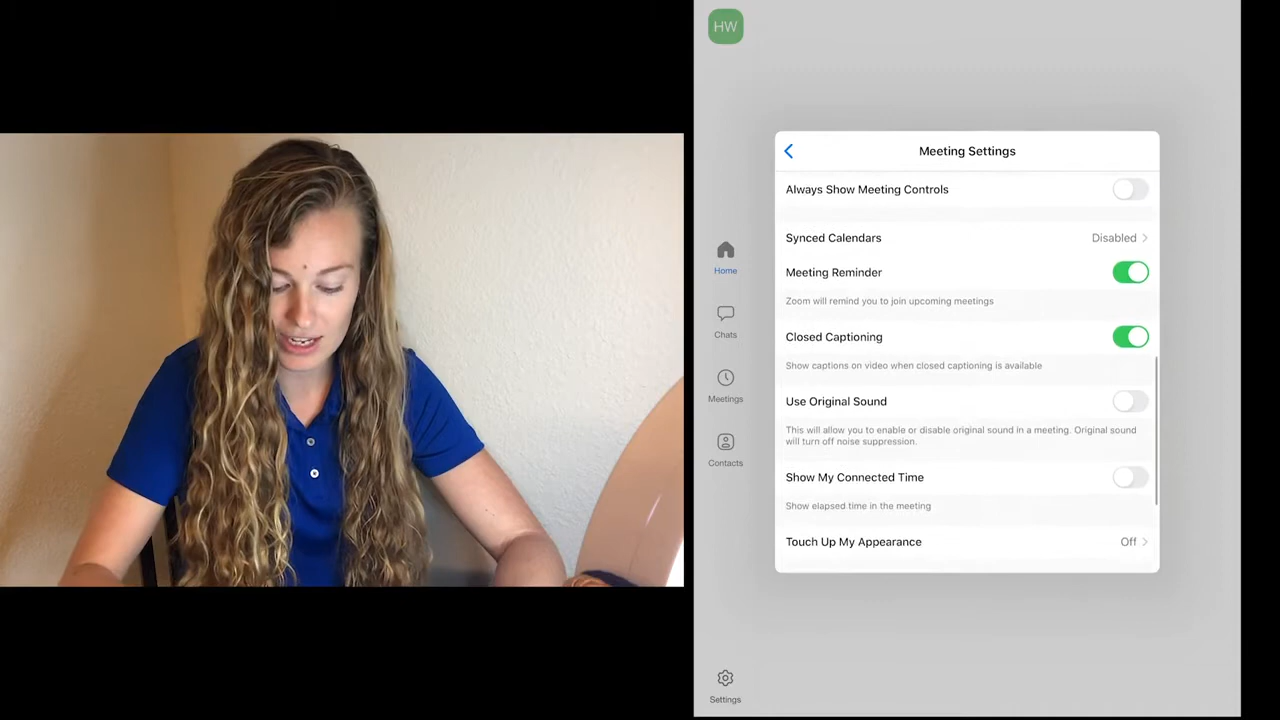 HW
Meeting Settings
Always Show Meeting Controls
Synced Calendars Disabled
Meeting Reminder
Zoom will remind you to join upcoming meetings
Closed Captioning
Show captions on video when closed captioning is available
Use Original Sound
This will allow you to enable or disable original sound in a meeting. Original sound
will turn off noise suppression.
Show My Connected Time
Show elapsed time in the meeting
Touch Up My Appearance Off
Home
Chats
Meetings
Contacts
Settings